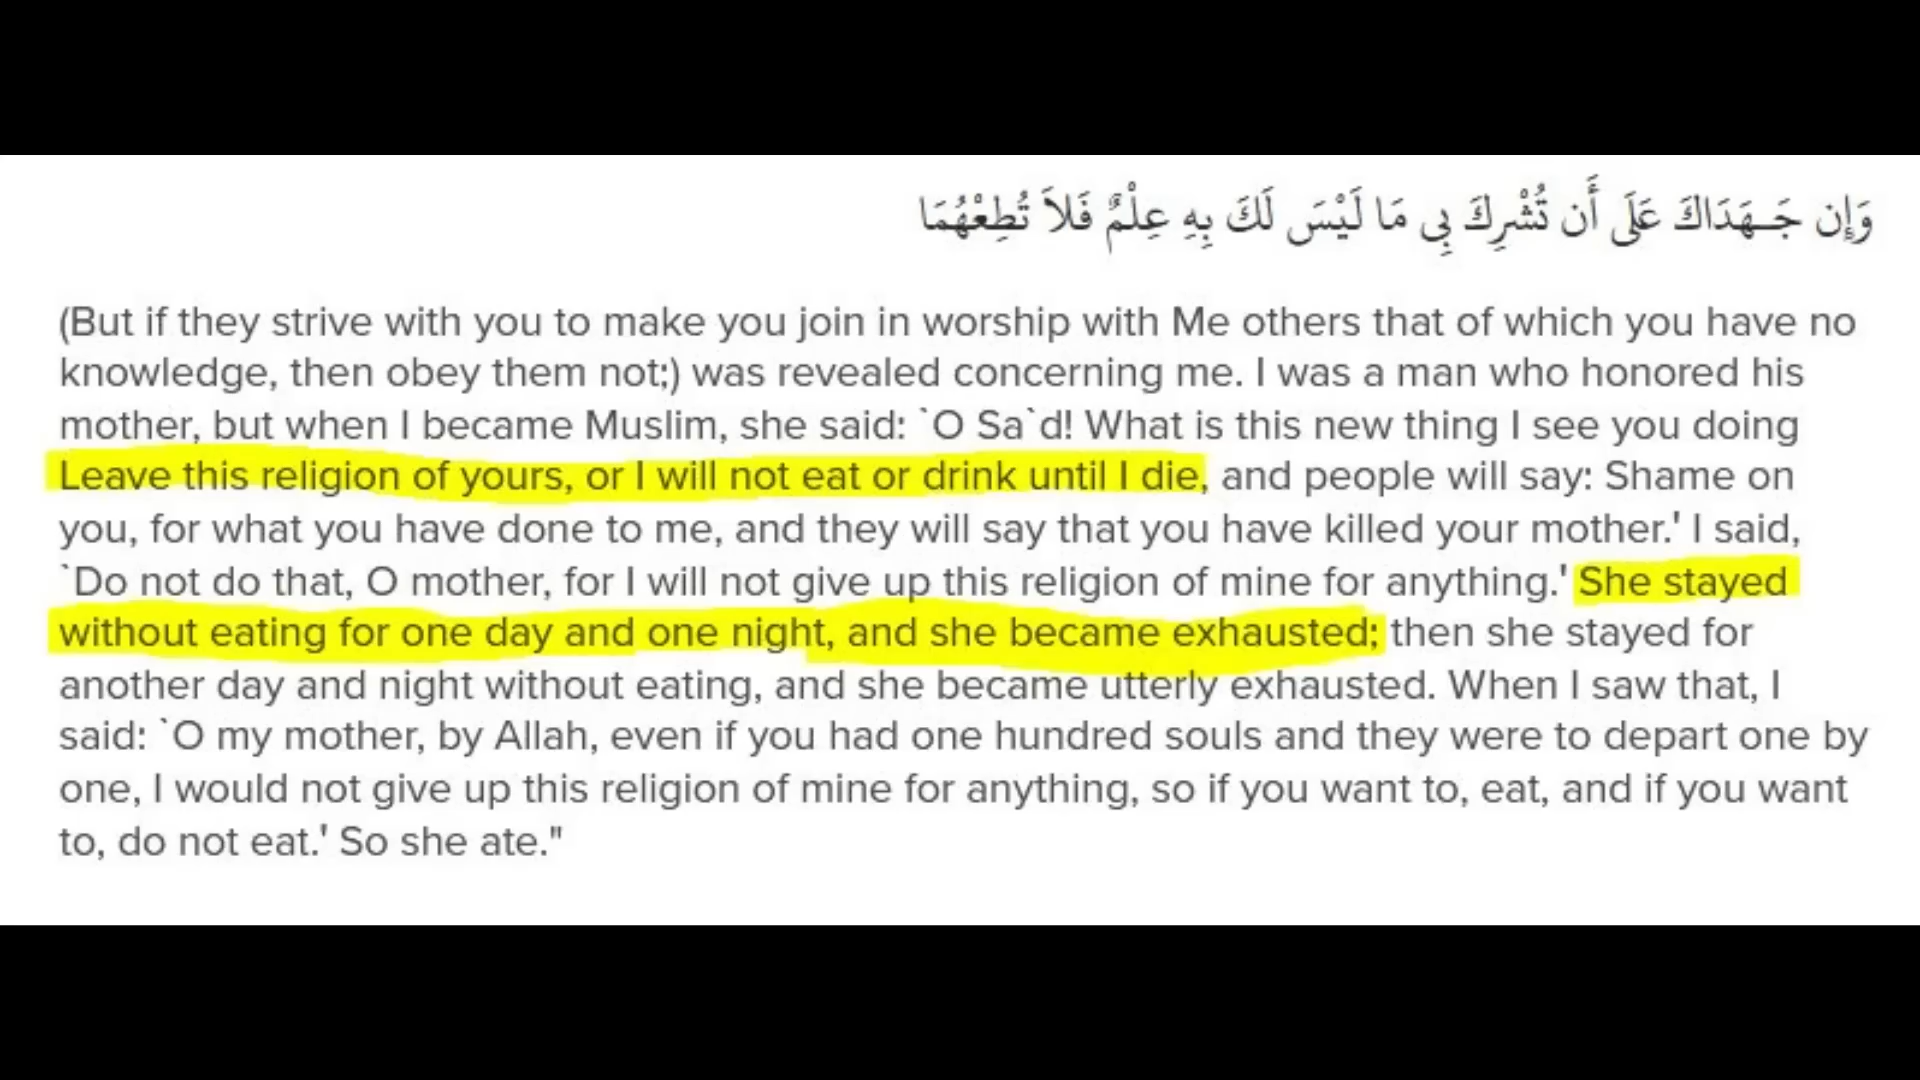 وَإِن جَـهَدَاكَ عَلَى أَن تُشْرِكَ بِى مَا لَيْسَ لَكَ بِهِ عِلْمٌ فَلاَ تُطِعْهُمَا
(But if they strive with you to make you join in worship with Me others that of which you have no
knowledge, then obey them not;) was revealed concerning me. I was a man who honored his
mother, but when I became Muslim, she said: `O Sa`d! What is this new thing I see you doing
Leave this religion of yours, or I will not eat or drink until I die, and people will say: Shame on
you, for what you have done to me, and they will say that you have killed your mother.' I said,
`Do not do that, O mother, for I will not give up this religion of mine for anything.' She stayed
without eating for one day and one night, and she became exhausted; then she stayed for
another day and night without eating, and she became utterly exhausted. When I saw that, I
said: `O my mother, by Allah, even if you had one hundred souls and they were to depart one by
one, I would not give up this religion of mine for anything, so if you want to, eat, and if you want
to, do not eat.' So she ate."